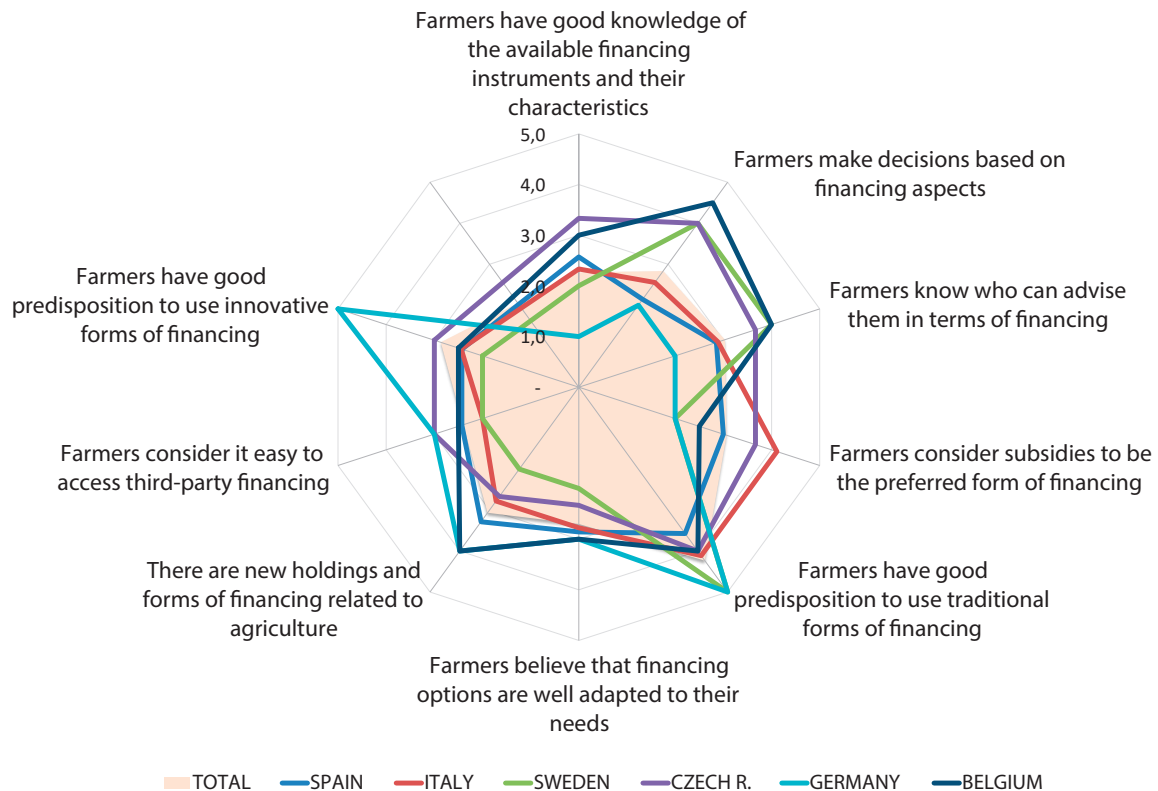 Farmers have good knowledge of
the available financing
instruments and their
characteristics
5,0
4,0
3,0
2,0
1,0
-
Farmers make decisions based on
financing aspects
Farmers know who can advise
them in terms of financing
Farmers consider subsidies to be
the preferred form of financing
Farmers have good
predisposition to use traditional
forms of financing
Farmers believe that financing
options are well adapted to their
needs
There are new holdings and
forms of financing related to
agriculture
Farmers consider it easy to
access third-party financing
Farmers have good
predisposition to use innovative
forms of financing
TOTAL SPAIN ITALY SWEDEN CZECH R. GERMANY BELGIUM